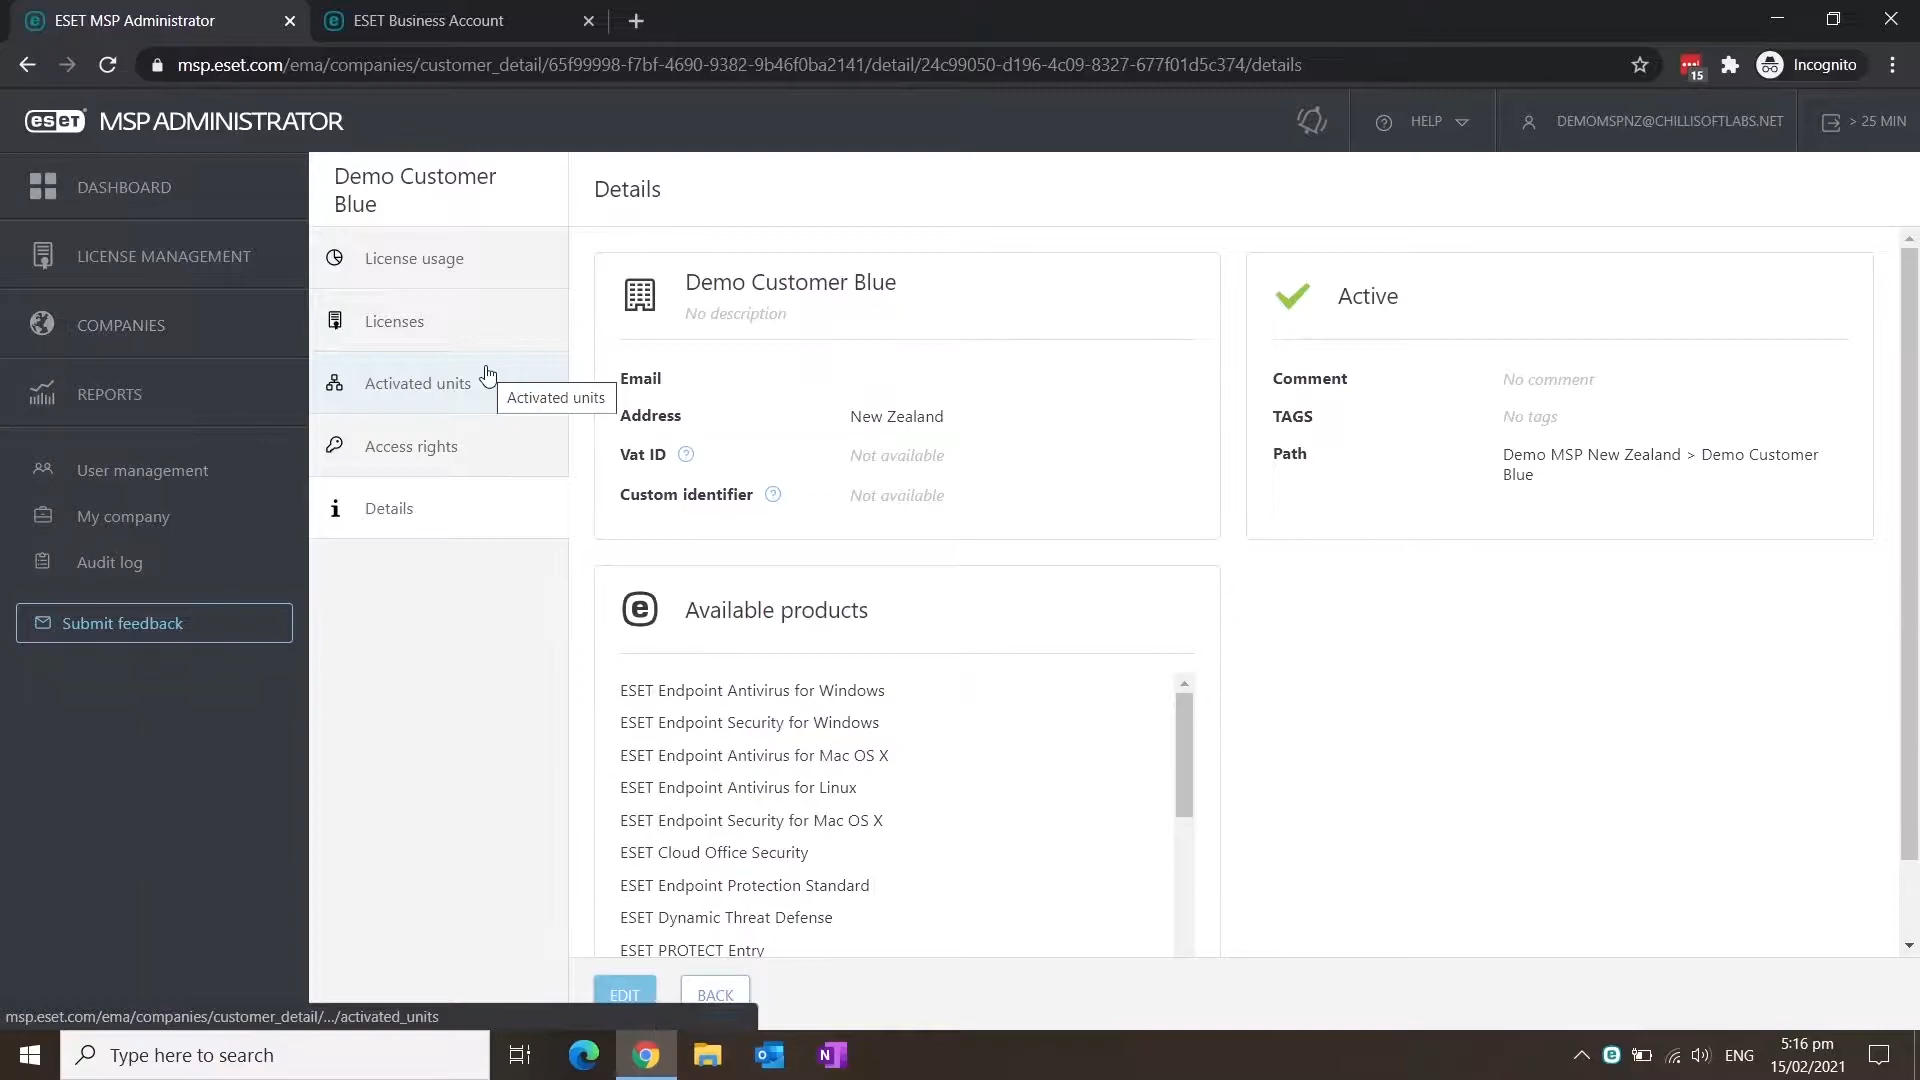 ESET MSP Administrator
ESET Business Account
msp.eset.com/ema/companies/customer_detail/65f99998-f7bf-4690-9382-9b46f0ba2141/detail/24c99050-d196-4c09-8327-677f01d5c374/details
15
Incognito
eset MSP ADMINISTRATOR
HELP
DEMOMSPNZ@CHILLISOFTLABS.NET
> 25 MIN
DASHBOARD
LICENSE MANAGEMENT
COMPANIES
REPORTS
User management
My company
Audit log
Submit feedback
Demo Customer
Blue
License usage
Licenses
Activated units
Activated units
Access rights
Details
Details
Demo Customer Blue
No description
Email
Address New Zealand
Vat ID ? Not available
Custom identifier ? Not available
Active
Comment No comment
TAGS No tags
Path Demo MSP New Zealand > Demo Customer
Blue
Available products
ESET Endpoint Antivirus for Windows
ESET Endpoint Security for Windows
ESET Endpoint Antivirus for Mac OS X
ESET Endpoint Antivirus for Linux
ESET Endpoint Security for Mac OS X
ESET Cloud Office Security
ESET Endpoint Protection Standard
ESET Dynamic Threat Defense
ESET PROTECT Entry
EDIT BACK
msp.eset.com/ema/companies/customer_detail/.../activated_units
Type here to search
ENG
5:16 pm
15/02/2021